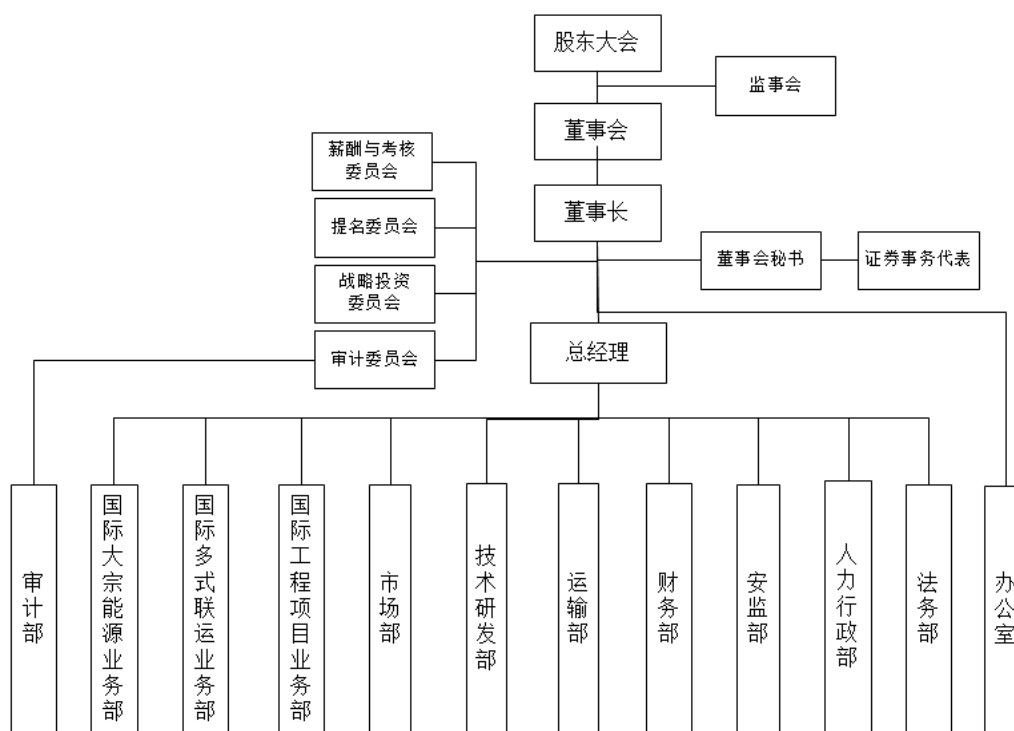 股东大会
监事会
董事会
薪酬与考核
委员会
董事长
提名委员会
董事会秘书
证券事务代表
战略投资
委员会
总经理
审计委员会
审计部
国际大宗能源业务部
国际多式联运业务部
国际工程项目业务部
市场部
技术研发部
运输部
财务部
安监部
人力行政部
法务部
办公室